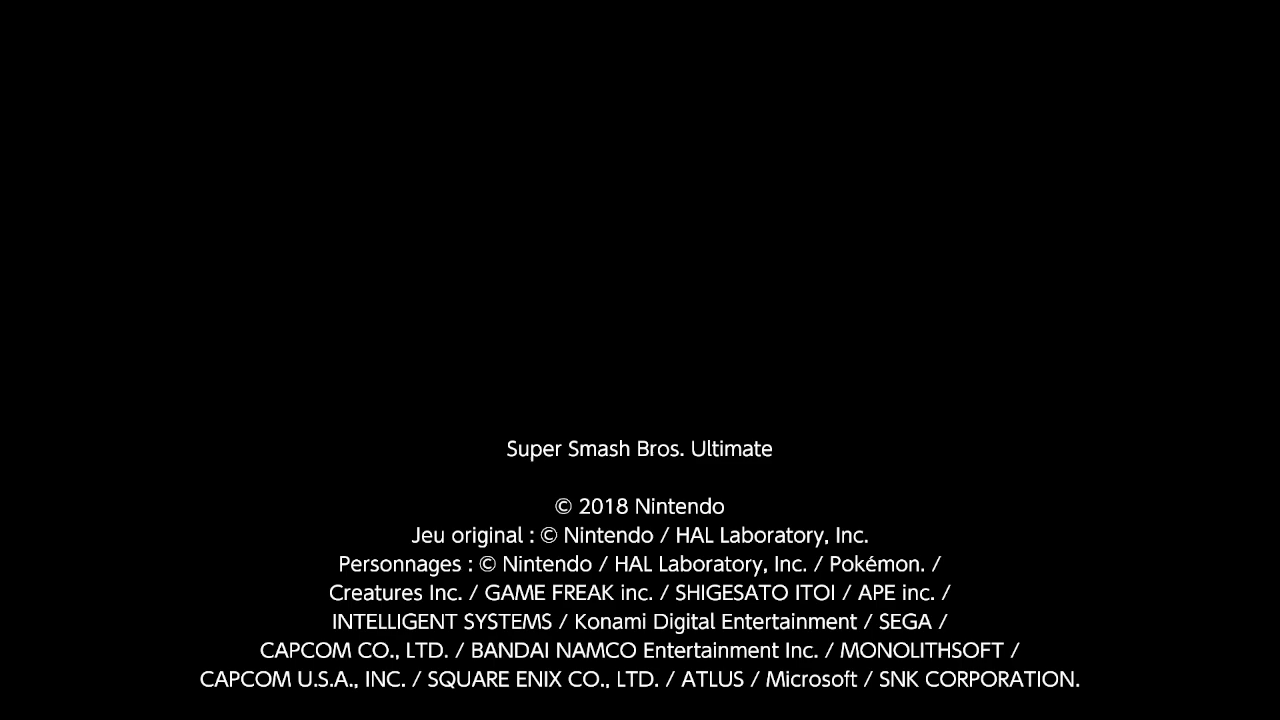 Super Smash Bros. Ultimate
© 2018 Nintendo
Jeu original : © Nintendo / HAL Laboratory, Inc.
Personnages : © Nintendo / HAL Laboratory, Inc. / Pokémon. /
Creatures Inc. / GAME FREAK inc. / SHIGESATO ITOI / APE inc. /
INTELLIGENT SYSTEMS / Konami Digital Entertainment / SEGA /
CAPCOM CO., LTD. / BANDAI NAMCO Entertainment Inc. / MONOLITHSOFT /
CAPCOM U.S.A., INC. / SQUARE ENIX CO., LTD. / ATLUS / Microsoft / SNK CORPORATION.